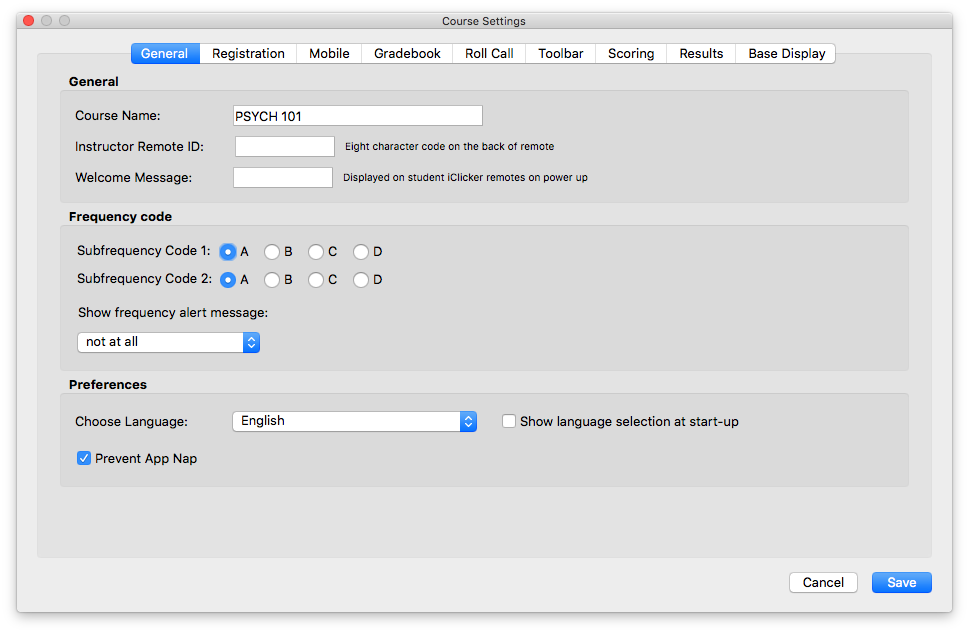 Course Settings
General Registration Mobile Gradebook Roll Call Toolbar Scoring Results Base Display
General
Course Name: PSYCH 101
Instructor Remote ID: Eight character code on the back of remote
Welcome Message: Displayed on student iClicker remotes on power up
Frequency code
Subfrequency Code 1: A B C D
Subfrequency Code 2: A B C D
Show frequency alert message:
not at all
Preferences
Choose Language: English Show language selection at start-up
Prevent App Nap
Cancel Save